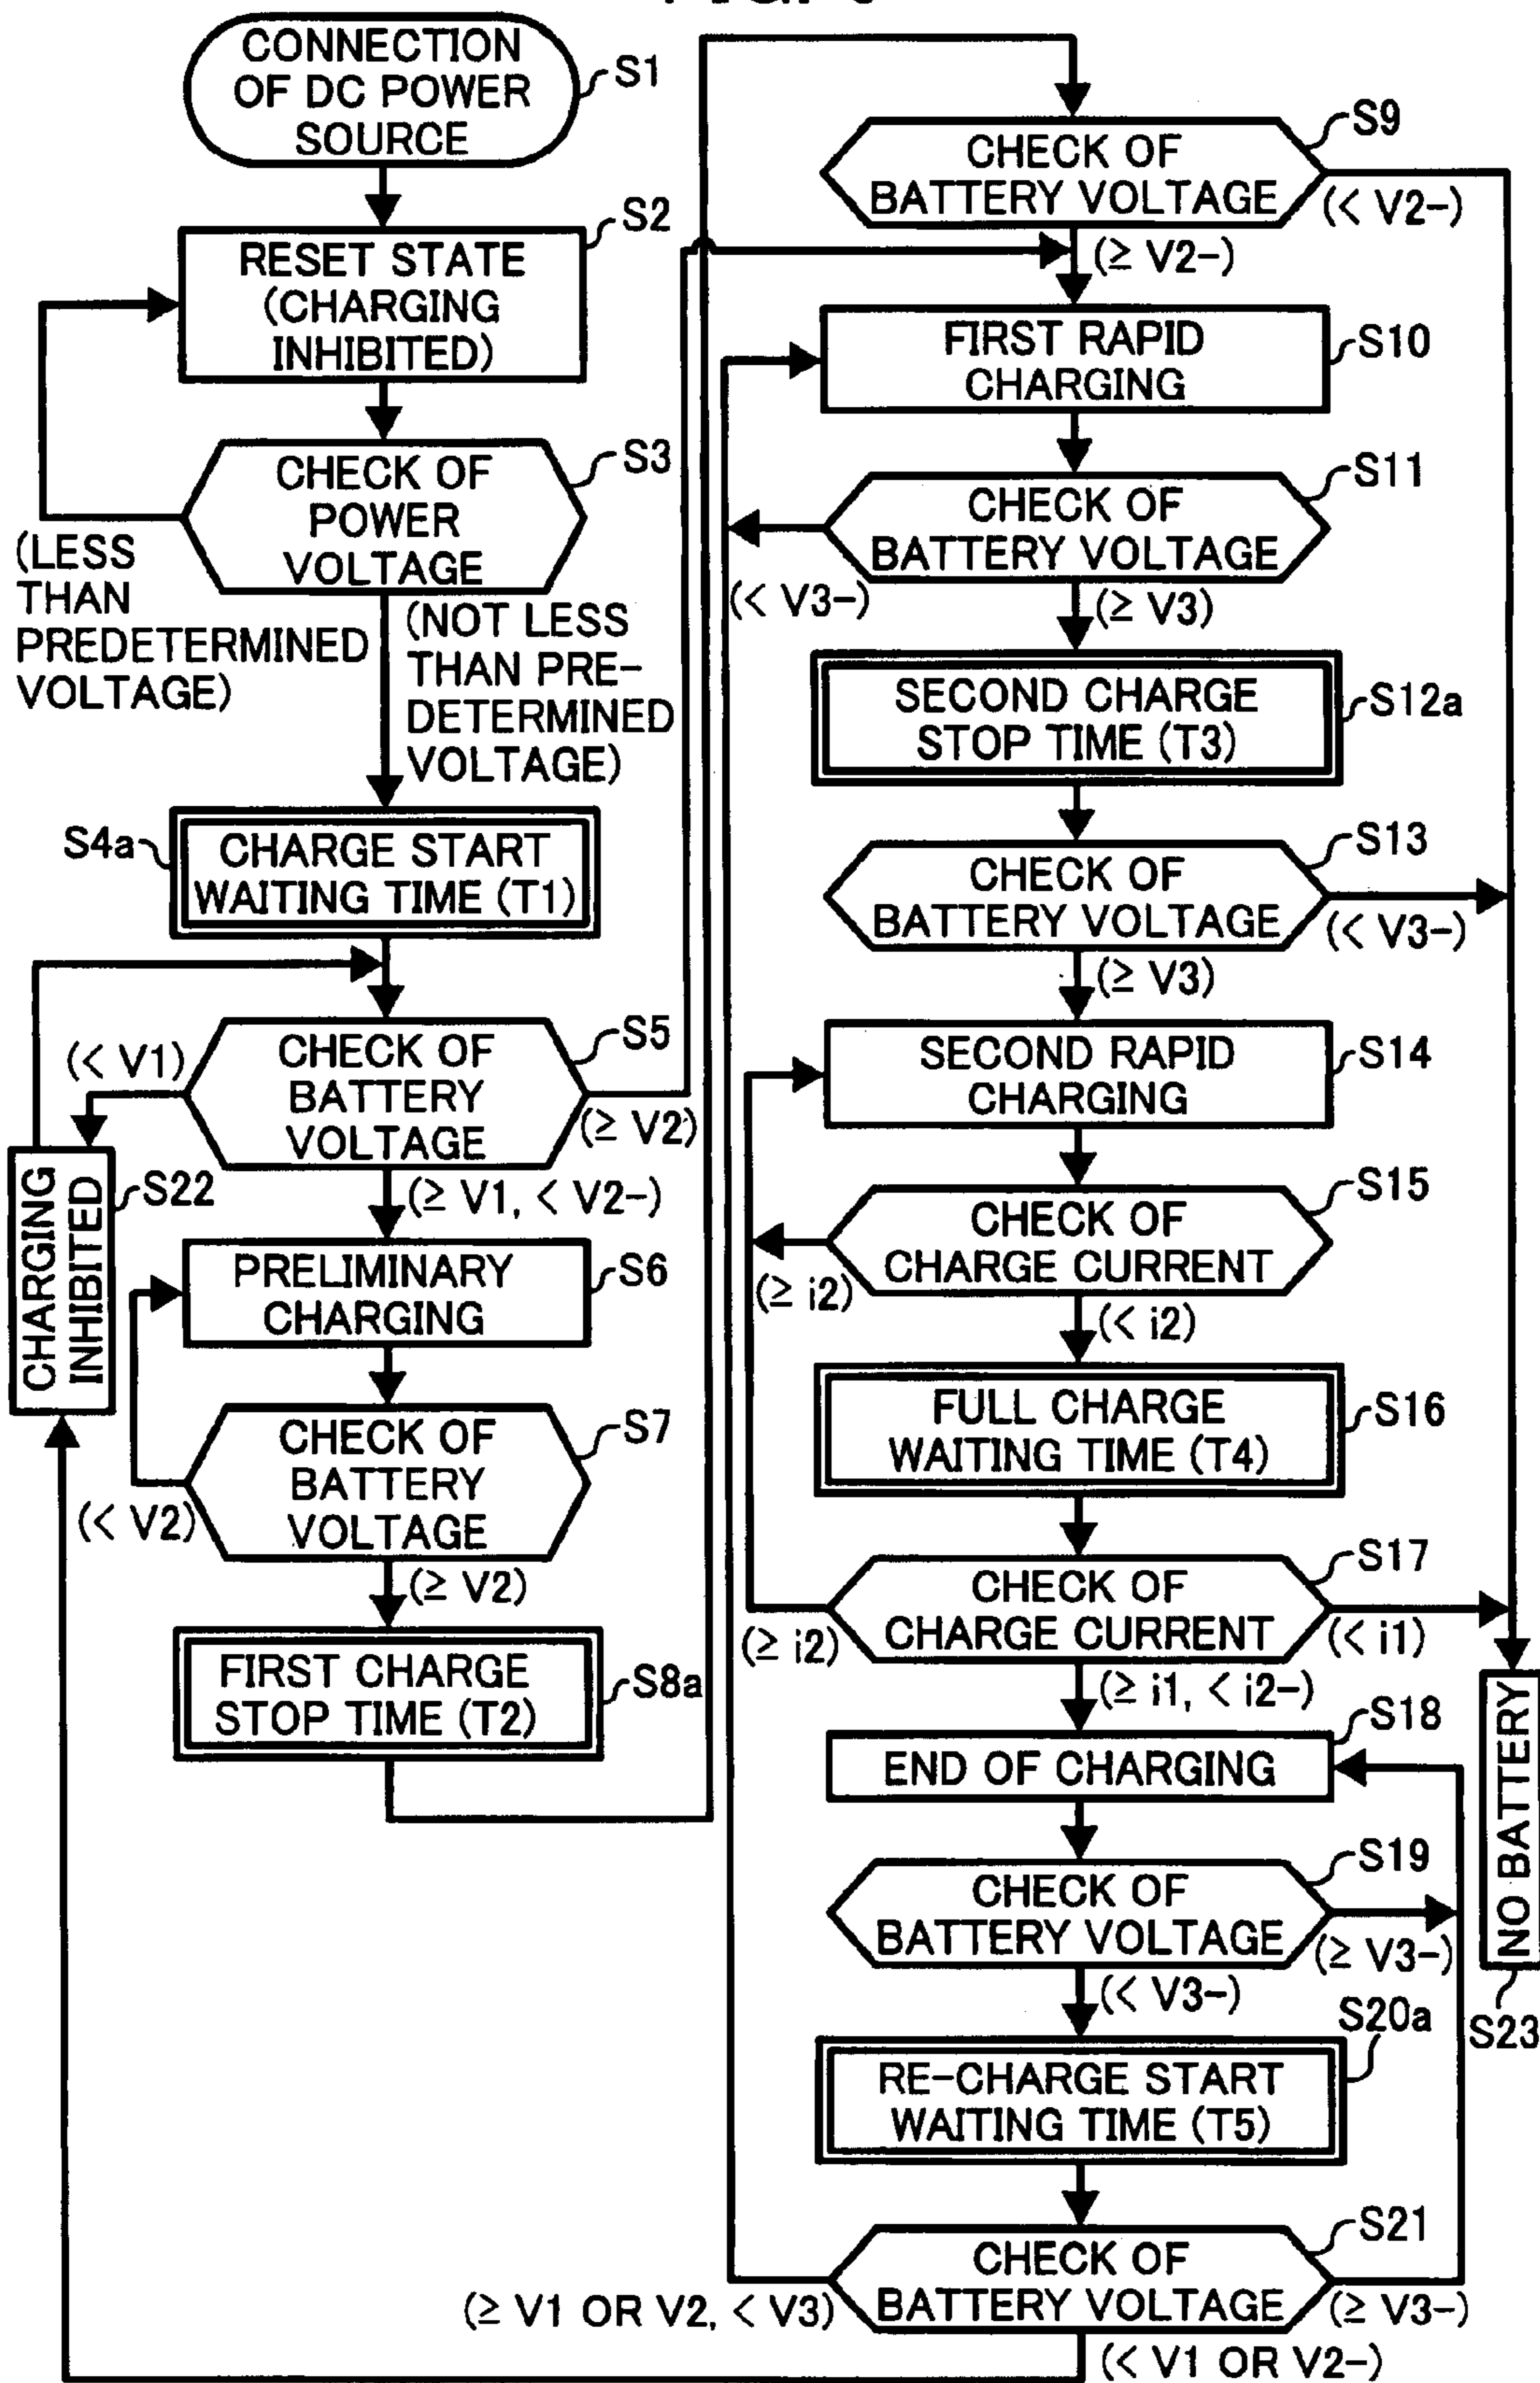 CONNECTION
OF DC POWER
SOURCE
S1
RESET STATE
(CHARGING
INHIBITED)
S2
CHECK OF
POWER
VOLTAGE
S3
(LESS
THAN
PREDETERMINED
VOLTAGE)
(NOT LESS
THAN PRE-
DETERMINED
VOLTAGE)
S4a
CHARGE START
WAITING TIME (T1)
CHECK OF
BATTERY
VOLTAGE
S5
(< V1)
(≥ V2)
(≥ V1, < V2-)
CHARGING
INHIBITED
S22
PRELIMINARY
CHARGING
S6
CHECK OF
BATTERY
VOLTAGE
S7
(< V2)
(≥ V2)
FIRST CHARGE
STOP TIME (T2)
S8a
CHECK OF
BATTERY VOLTAGE
S9
(< V2-)
(≥ V2-)
FIRST RAPID
CHARGING
S10
CHECK OF
BATTERY VOLTAGE
S11
(< V3-)
(≥ V3)
SECOND CHARGE
STOP TIME (T3)
S12a
CHECK OF
BATTERY VOLTAGE
S13
(< V3-)
(≥ V3)
SECOND RAPID
CHARGING
S14
CHECK OF
CHARGE CURRENT
S15
(≥ i2)
(< i2)
FULL CHARGE
WAITING TIME (T4)
S16
CHECK OF
CHARGE CURRENT
S17
(≥ i2)
(< i1)
(≥ i1, < i2-)
END OF CHARGING
S18
CHECK OF
BATTERY VOLTAGE
S19
(≥ V3-)
(< V3-)
NO BATTERY
S23
RE-CHARGE START
WAITING TIME (T5)
S20a
CHECK OF
BATTERY VOLTAGE
S21
(≥ V1 OR V2, < V3)
(≥ V3-)
(< V1 OR V2-)